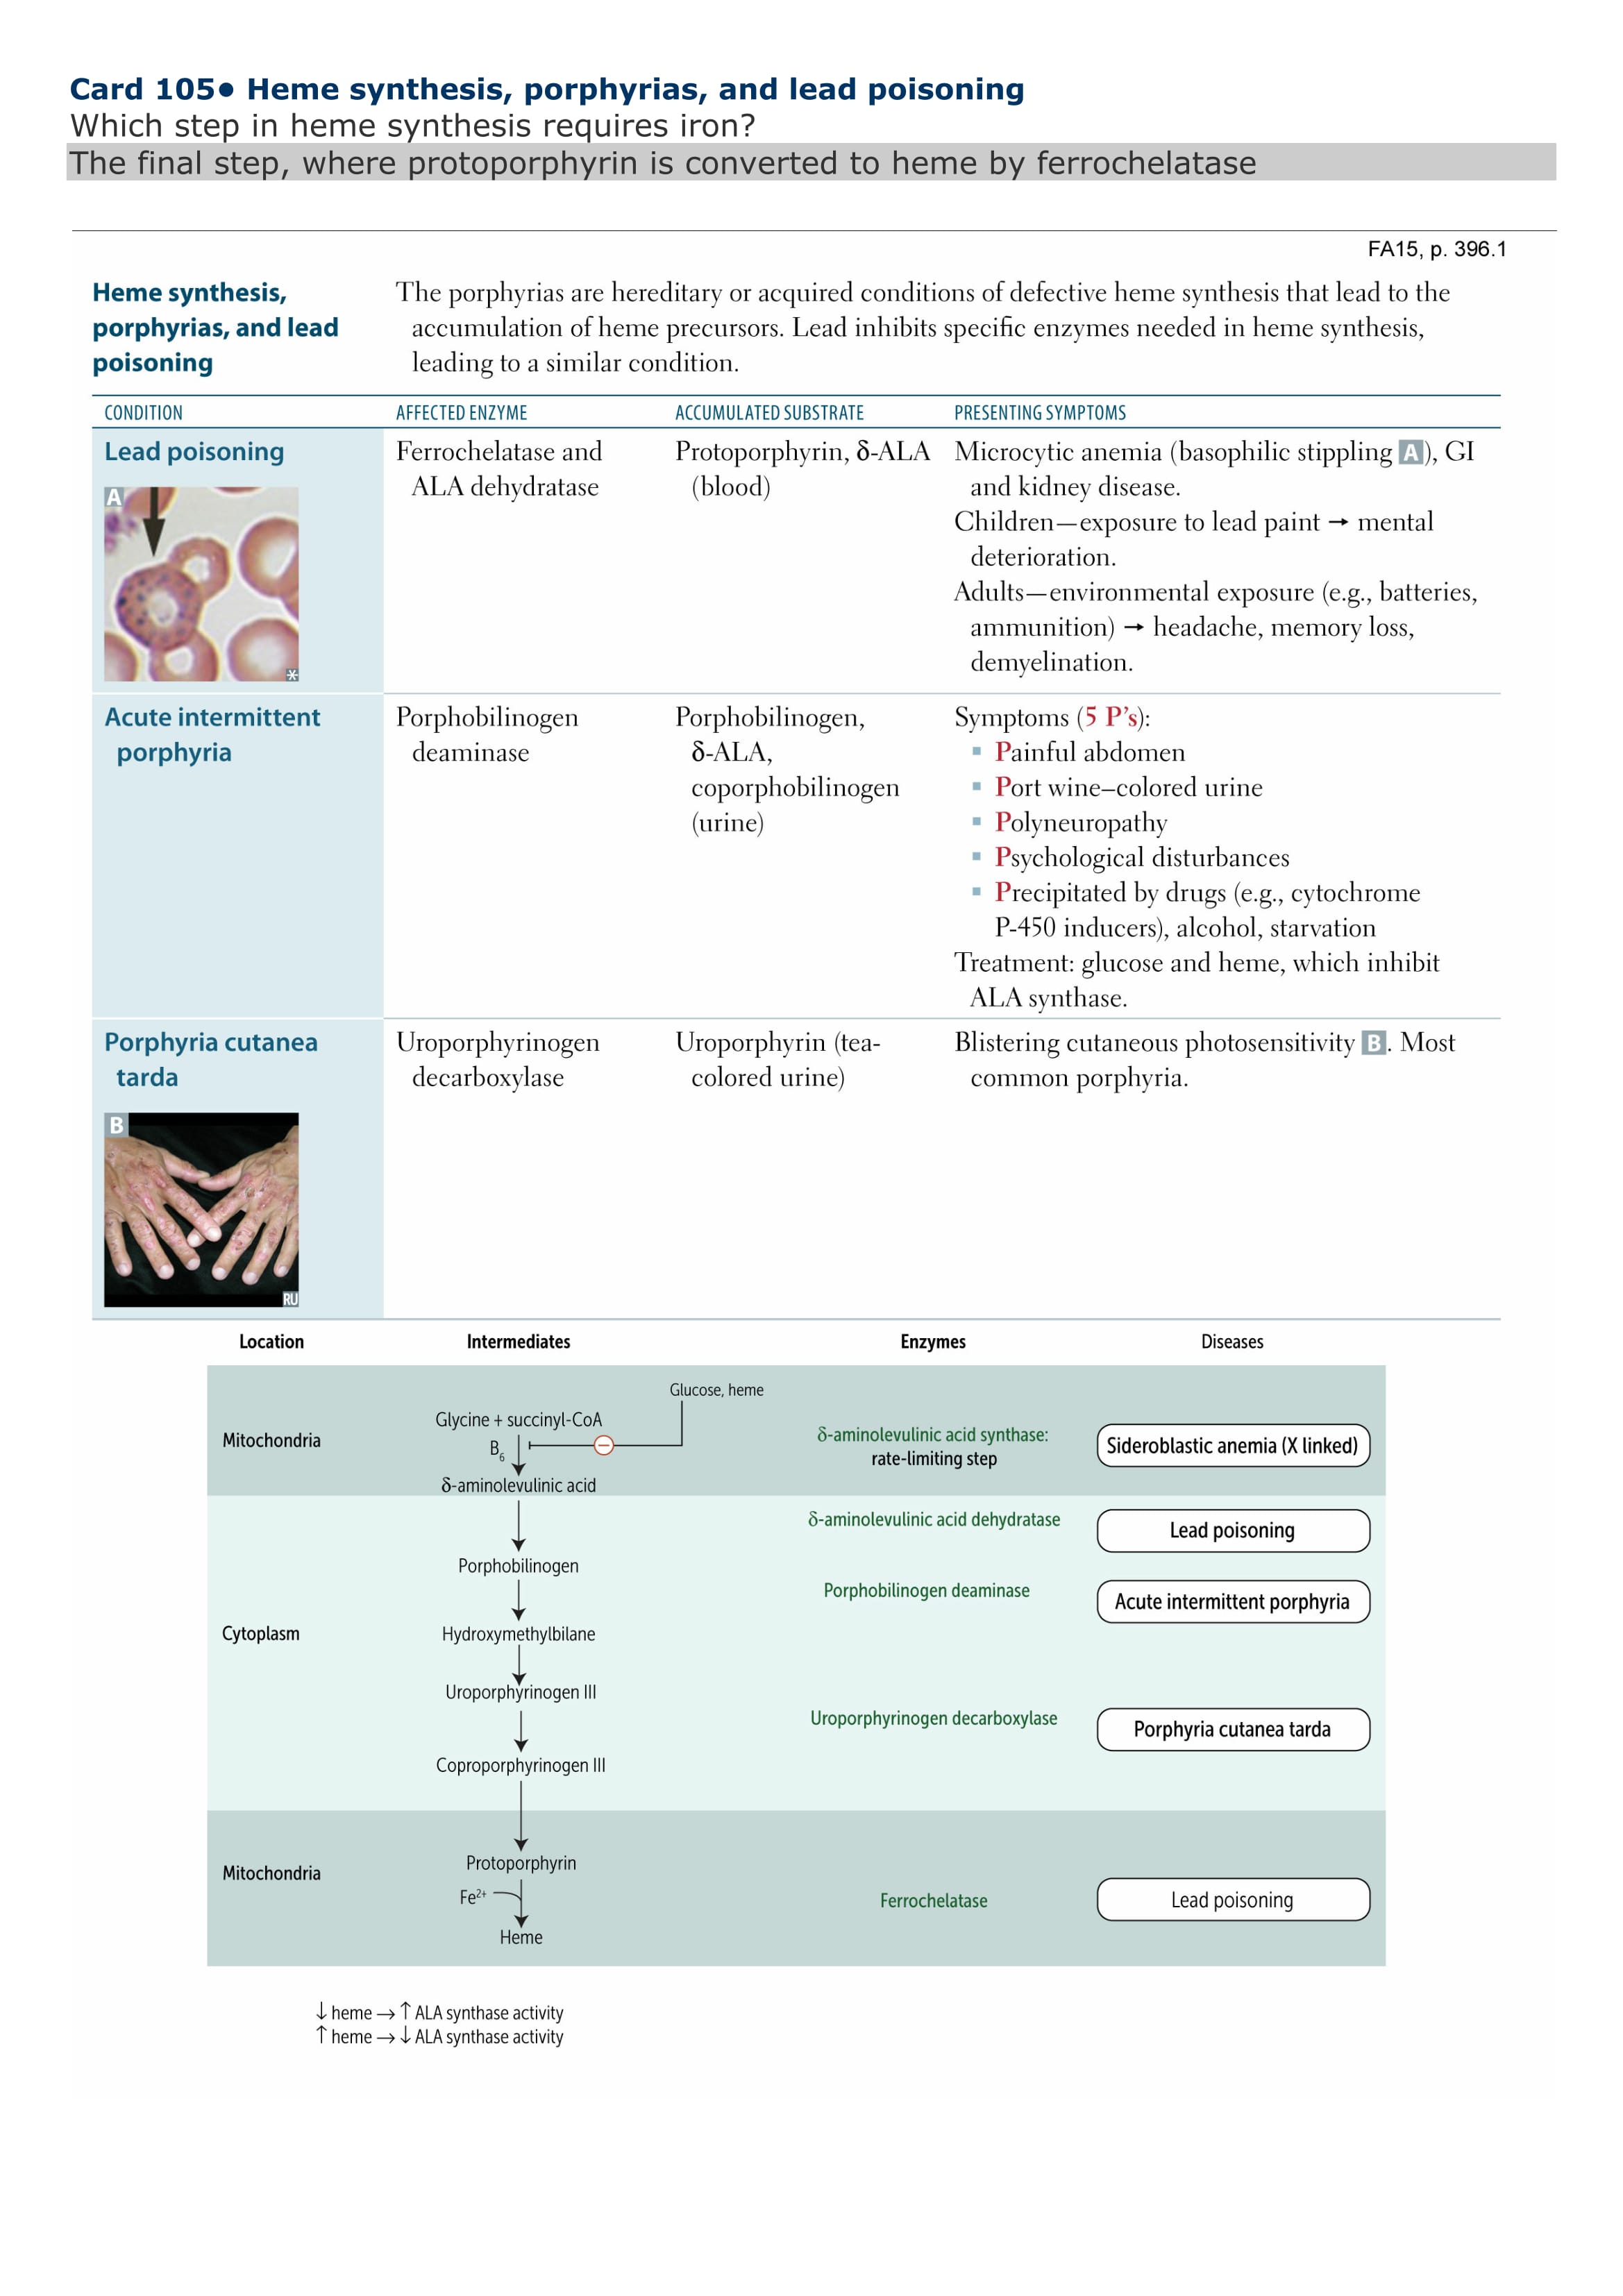 Card 105• Heme synthesis, porphyrias, and lead poisoning
Which step in heme synthesis requires iron?
The final step, where protoporphyrin is converted to heme by ferrochelatase
FA15, p. 396.1
Heme synthesis,
porphyrias, and lead
poisoning
The porphyrias are hereditary or acquired conditions of defective heme synthesis that lead to the
accumulation of heme precursors. Lead inhibits specific enzymes needed in heme synthesis,
leading to a similar condition.
CONDITION AFFECTED ENZYME ACCUMULATED SUBSTRATE PRESENTING SYMPTOMS
Lead poisoning
A
*
Ferrochelatase and
ALA dehydratase
Protoporphyrin, δ-ALA
(blood)
Microcytic anemia (basophilic stippling A), GI
and kidney disease.
Children—exposure to lead paint → mental
deterioration.
Adults—environmental exposure (e.g., batteries,
ammunition) → headache, memory loss,
demyelination.
Acute intermittent
porphyria
Porphobilinogen
deaminase
Porphobilinogen,
δ-ALA,
coporphobilinogen
(urine)
Symptoms (5 P's):
▪ Painful abdomen
▪ Port wine–colored urine
▪ Polyneuropathy
▪ Psychological disturbances
▪ Precipitated by drugs (e.g., cytochrome
P-450 inducers), alcohol, starvation
Treatment: glucose and heme, which inhibit
ALA synthase.
Porphyria cutanea
tarda
B
RU
Uroporphyrinogen
decarboxylase
Uroporphyrin (tea-
colored urine)
Blistering cutaneous photosensitivity B. Most
common porphyria.
Location Intermediates Enzymes Diseases
Glucose, heme
Mitochondria
Glycine + succinyl-CoA
B6
−
δ-aminolevulinic acid
δ-aminolevulinic acid synthase:
rate-limiting step
Sideroblastic anemia (X linked)
δ-aminolevulinic acid dehydratase
Lead poisoning
Porphobilinogen
Porphobilinogen deaminase
Acute intermittent porphyria
Cytoplasm
Hydroxymethylbilane
Uroporphyrinogen III
Uroporphyrinogen decarboxylase
Porphyria cutanea tarda
Coproporphyrinogen III
Mitochondria
Protoporphyrin
Fe2+
Ferrochelatase
Lead poisoning
Heme
↓ heme → ↑ ALA synthase activity
↑ heme → ↓ ALA synthase activity